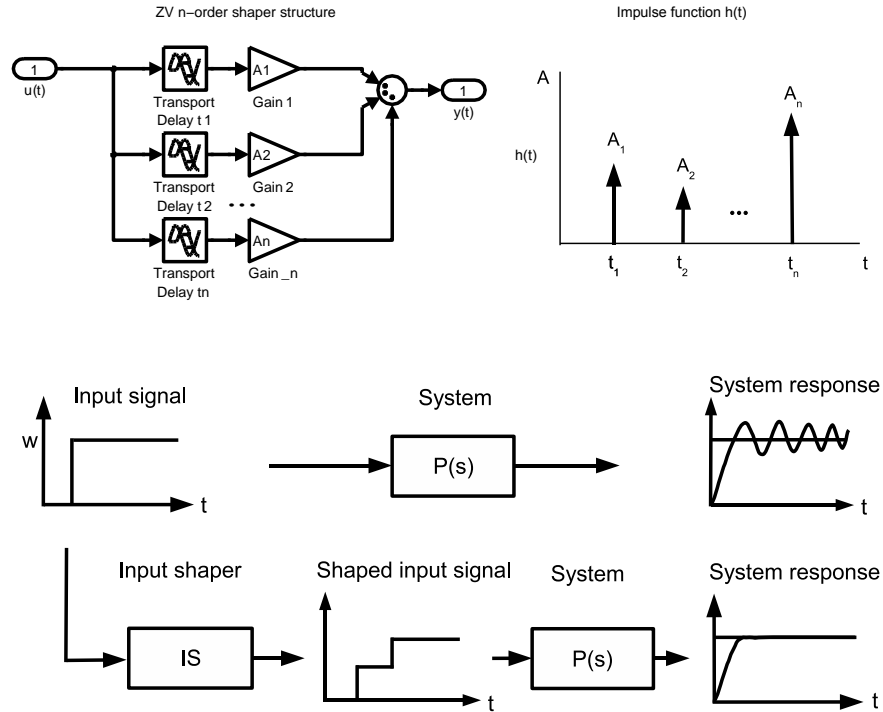 ZV n-order shaper structure
1
u(t)
Transport
Delay t 1
A1
Gain 1
Transport
Delay t2
A2
Gain 2
...
Transport
Delay tn
An
Gain _n
1
y(t)
Impulse function h(t)
A
h(t)
A1
A2
...
An
t1
t2
tn
t
Input signal
w
t
System
P(s)
System response
t
Input shaper
IS
Shaped input signal
t
System
P(s)
System response
t